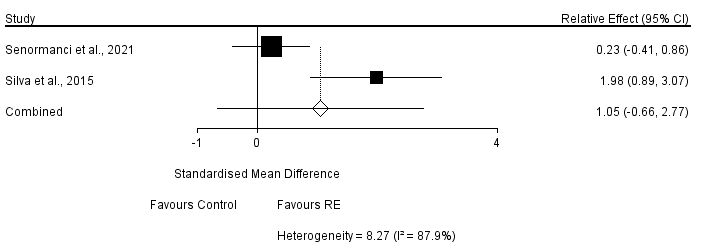 Study Relative Effect (95% CI)
Senormanci et al., 2021 0.23 (-0.41, 0.86)
Silva et al., 2015 1.98 (0.89, 3.07)
Combined 1.05 (-0.66, 2.77)
-1 0 4
Standardised Mean Difference
Favours Control Favours RE
Heterogeneity = 8.27 (I² = 87.9%)